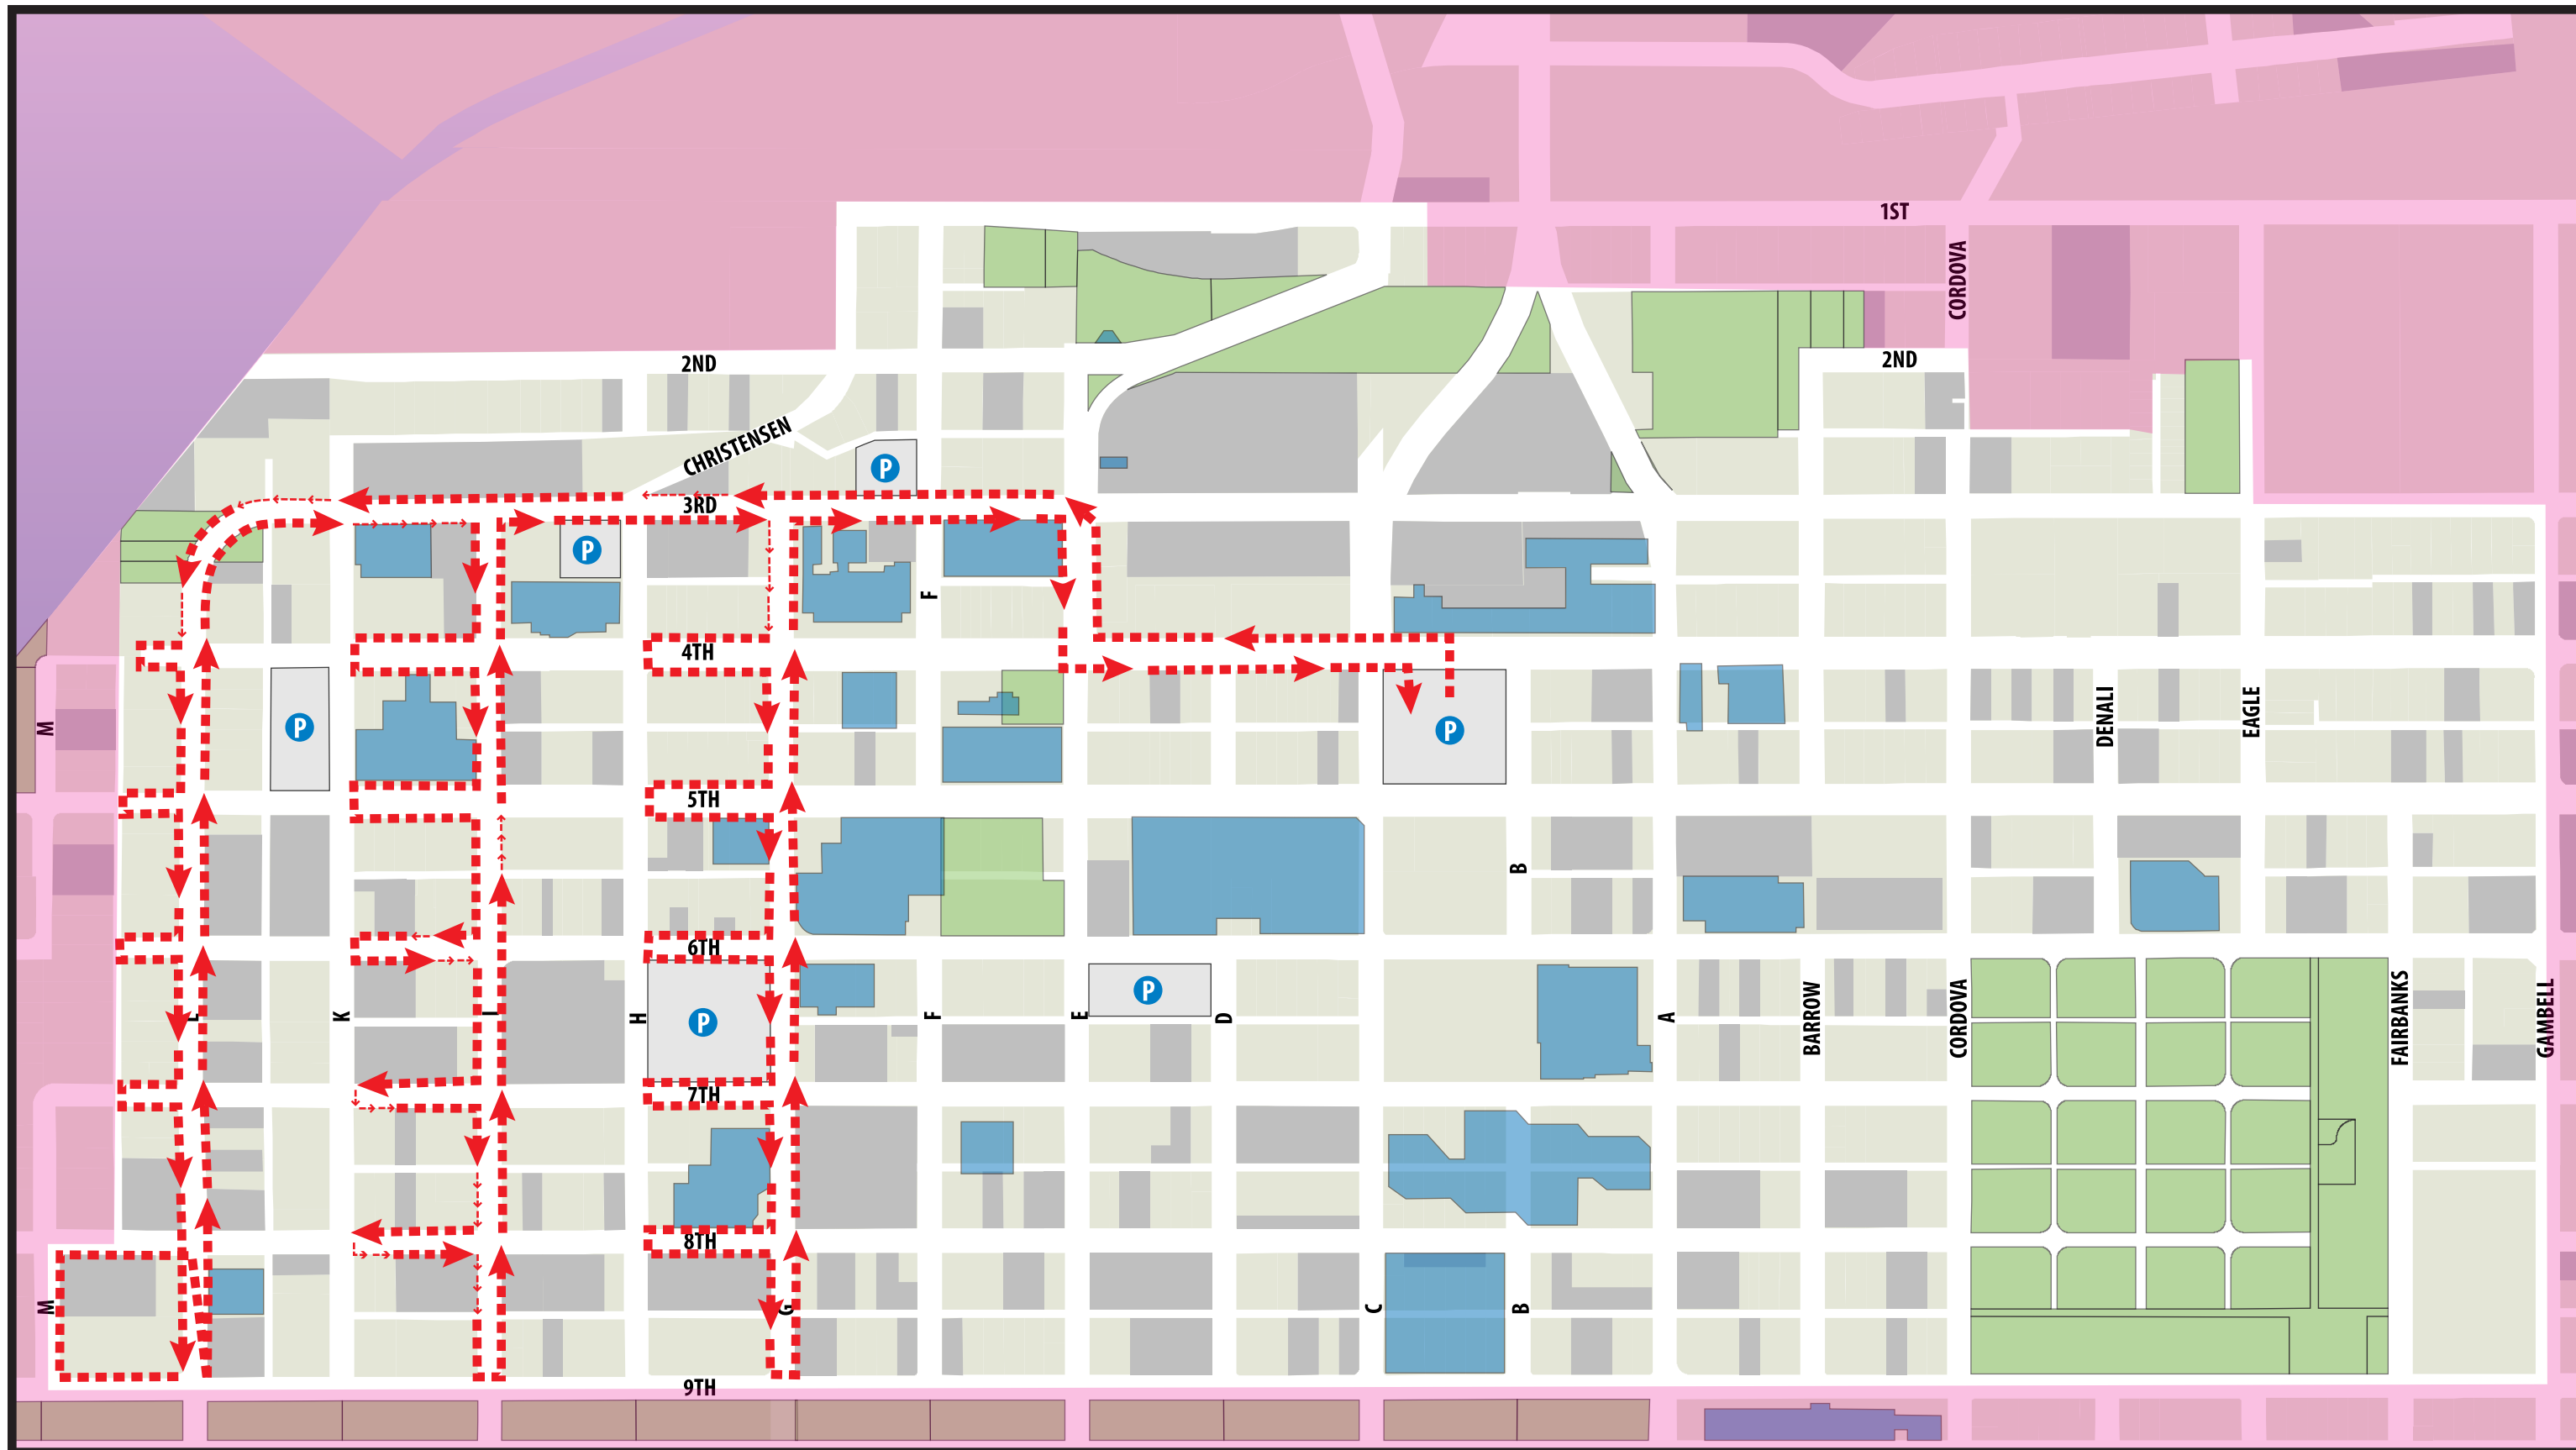 1ST
CORDOVA
2ND
2ND
CHRISTENSEN
P
3RD
P
F
4TH
M
P
P
DENALI
EAGLE
5TH
B
6TH
L
K
I
H
P
F
E
P
D
A
BARROW
CORDOVA
FAIRBANKS
GAMBELL
7TH
8TH
M
G
C
B
9TH